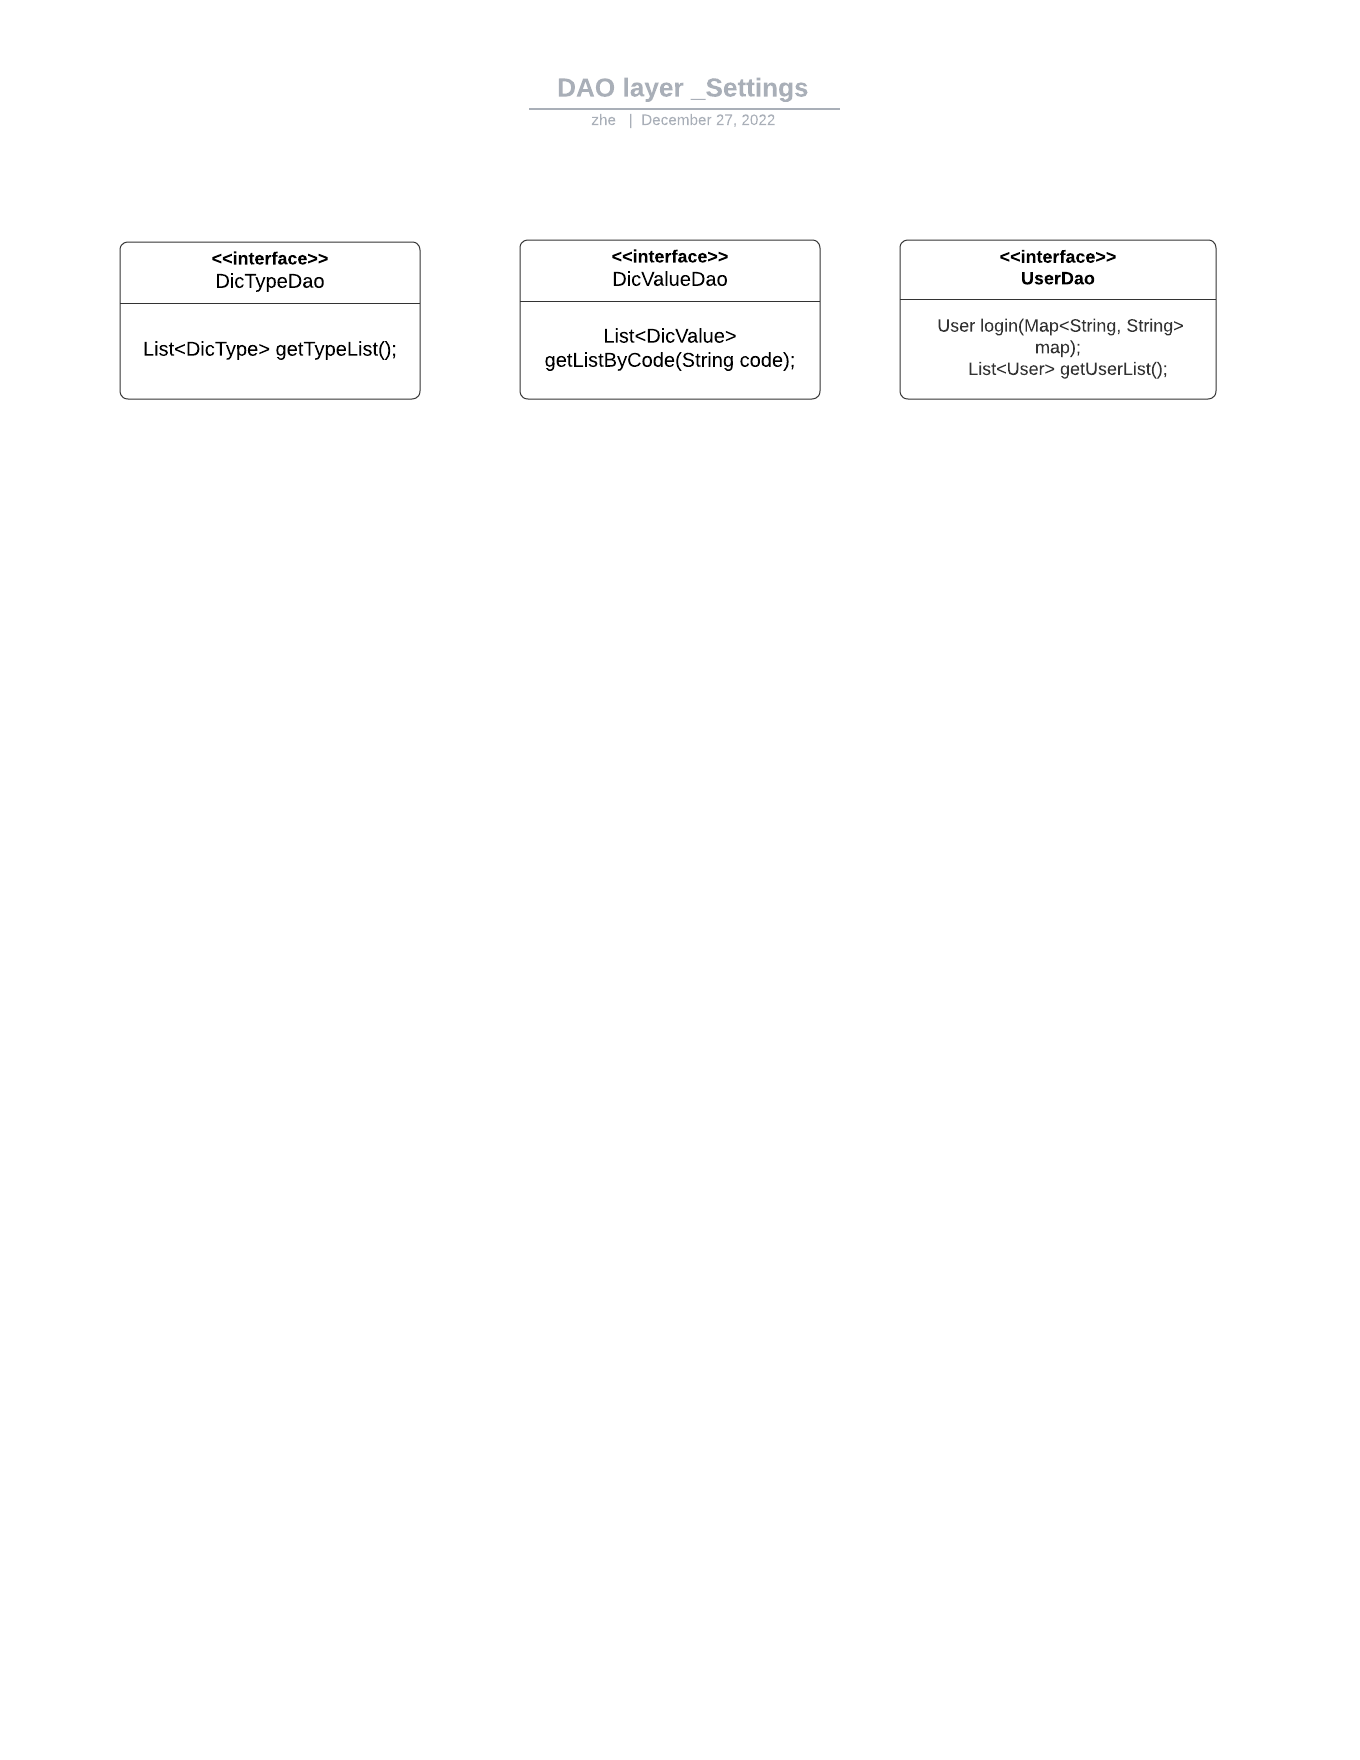 DAO layer _Settings
zhe | December 27, 2022
<<interface>>
DicTypeDao
List<DicType> getTypeList();
<<interface>>
DicValueDao
List<DicValue>
getListByCode(String code);
<<interface>>
UserDao
User login(Map<String, String>
map);
List<User> getUserList();